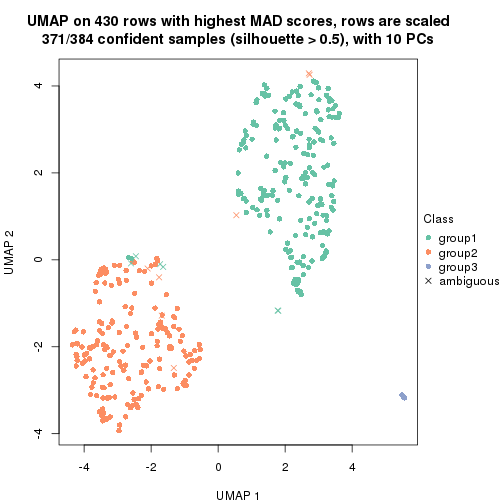 UMAP on 430 rows with highest MAD scores, rows are scaled
371/384 confident samples (silhouette > 0.5), with 10 PCs
4
2
0
-2
-4
UMAP 2
-4
-2
0
2
4
UMAP 1
Class
group1
group2
group3
ambiguous